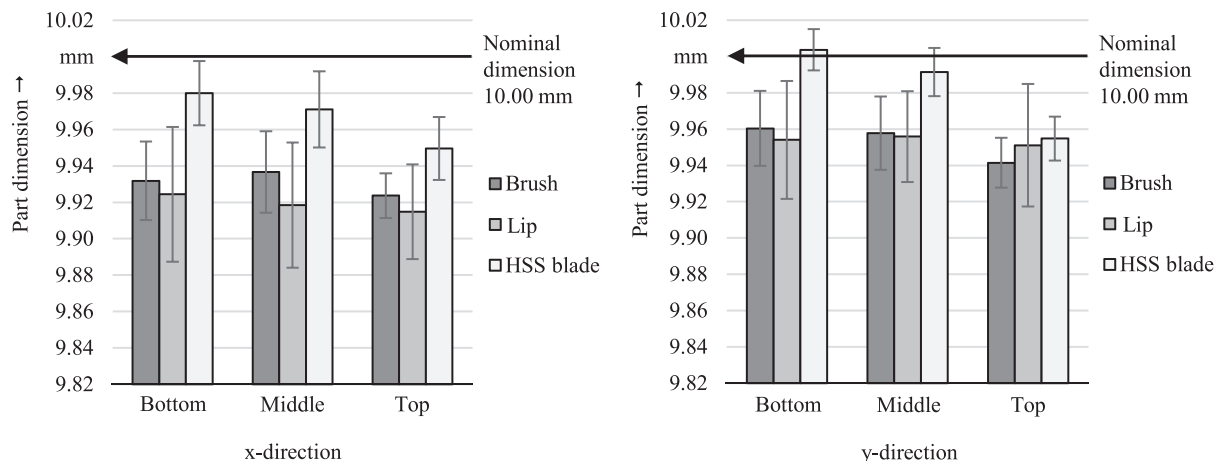 10.02
mm
9.98
9.96
9.94
9.92
9.90
9.88
9.86
9.84
9.82
Part dimension →
Nominal
dimension
10.00 mm
Brush
Lip
HSS blade
Bottom Middle Top
x-direction
10.02
mm
9.98
9.96
9.94
9.92
9.90
9.88
9.86
9.84
9.82
Part dimension →
Nominal
dimension
10.00 mm
Brush
Lip
HSS blade
Bottom Middle Top
y-direction